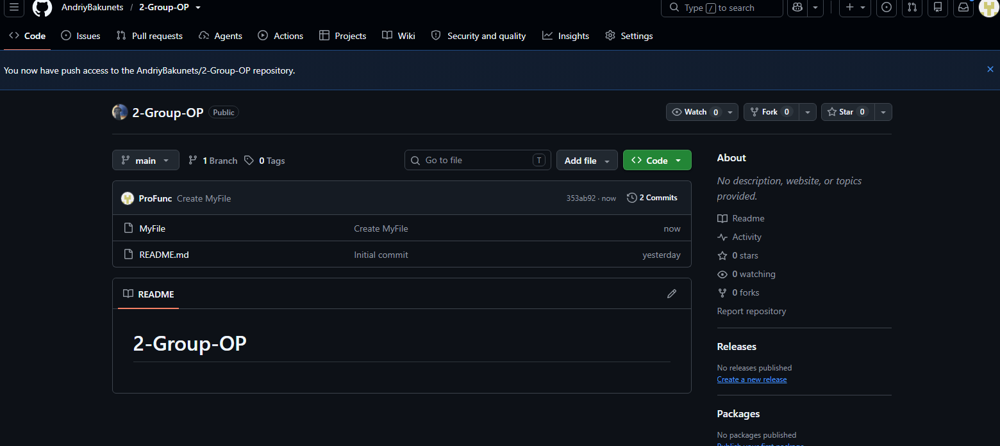 AndriyBakunets / 2-Group-OP
Type / to search
Code Issues Pull requests Agents Actions Projects Wiki Security and quality Insights Settings
You now have push access to the AndriyBakunets/2-Group-OP repository.
2-Group-OP Public
Watch 0 Fork 0 Star 0
main 1 Branch 0 Tags Go to file T Add file Code
ProFunc Create MyFile 353ab92 · now 2 Commits
MyFile Create MyFile now
README.md Initial commit yesterday
README
2-Group-OP
About
No description, website, or topics
provided.
Readme
Activity
0 stars
0 watching
0 forks
Report repository
Releases
No releases published
Create a new release
Packages
No packages published
Publish your first package